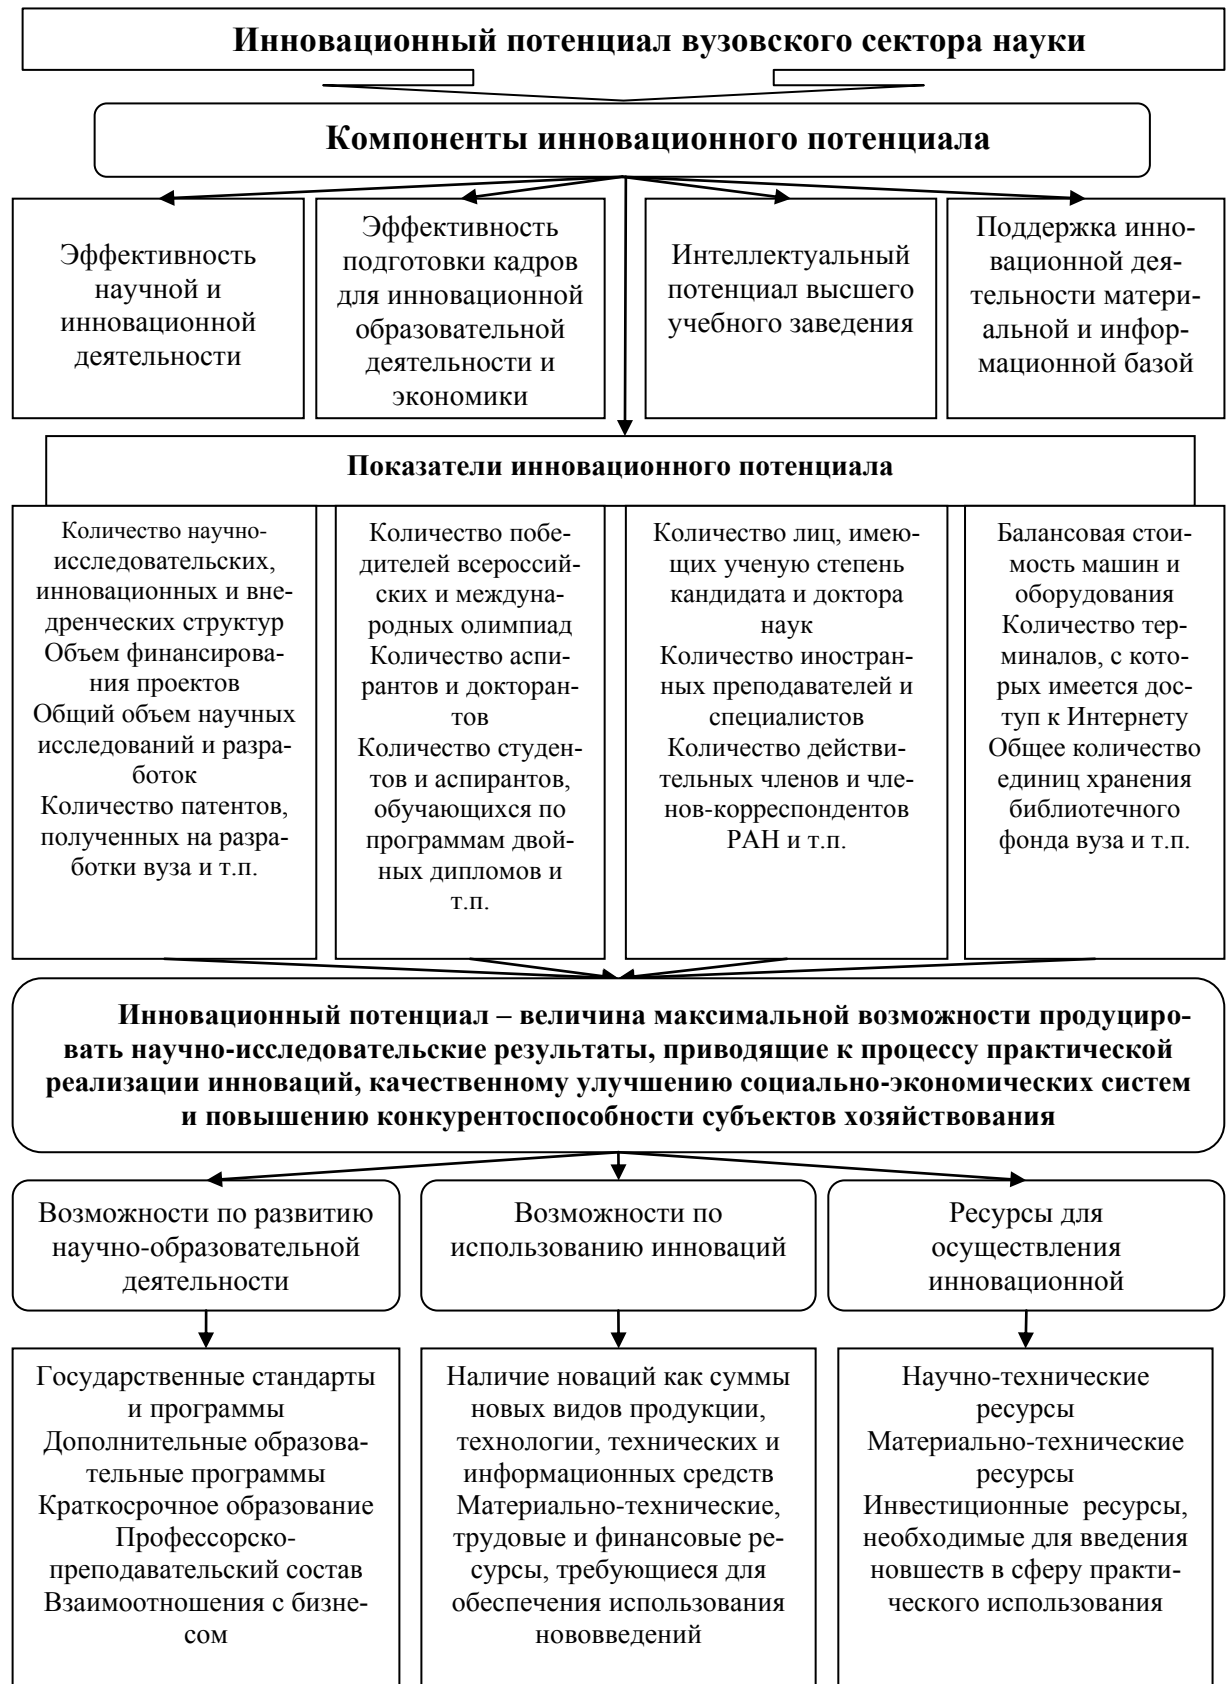 Инновационный потенциал вузовского сектора науки
Компоненты инновационного потенциала
Эффективность
научной и
инновационной
деятельности
Эффективность
подготовки кадров
для инновационной
образовательной
деятельности и
экономики
Интеллектуальный
потенциал высшего
учебного заведения
Поддержка инно-
вационной дея-
тельности матери-
альной и инфор-
мационной базой
Показатели инновационного потенциала
Количество научно-
исследовательских,
инновационных и вне-
дренческих структур
Объем финансирова-
ния проектов
Общий объем научных
исследований и разра-
боток
Количество патентов,
полученных на разра-
ботки вуза и т.п.
Количество побе-
дителей всероссий-
ских и междуна-
родных олимпиад
Количество аспи-
рантов и докторан-
тов
Количество студен-
тов и аспирантов,
обучающихся по
программам двой-
ных дипломов и
т.п.
Количество лиц, имею-
щих ученую степень
кандидата и доктора
наук
Количество иностран-
ных преподавателей и
специалистов
Количество действи-
тельных членов и чле-
нов-корреспондентов
РАН и т.п.
Балансовая стои-
мость машин и
оборудования
Количество тер-
миналов, с кото-
рых имеется дос-
туп к Интернету
Общее количество
единиц хранения
библиотечного
фонда вуза и т.п.
Инновационный потенциал – величина максимальной возможности продуциро-
вать научно-исследовательские результаты, приводящие к процессу практической
реализации инноваций, качественному улучшению социально-экономических систем
и повышению конкурентоспособности субъектов хозяйствования
Возможности по развитию
научно-образовательной
деятельности
Возможности по
использованию инноваций
Ресурсы для
осуществления
инновационной
Государственные стандарты
и программы
Дополнительные образова-
тельные программы
Краткосрочное образование
Профессорско-
преподавательский состав
Взаимоотношения с бизне-
сом
Наличие новаций как суммы
новых видов продукции,
технологии, технических и
информационных средств
Материально-технические,
трудовые и финансовые ре-
сурсы, требующиеся для
обеспечения использования
нововведений
Научно-технические
ресурсы
Материально-технические
ресурсы
Инвестиционные  ресурсы,
необходимые для введения
новшеств в сферу практи-
ческого использования